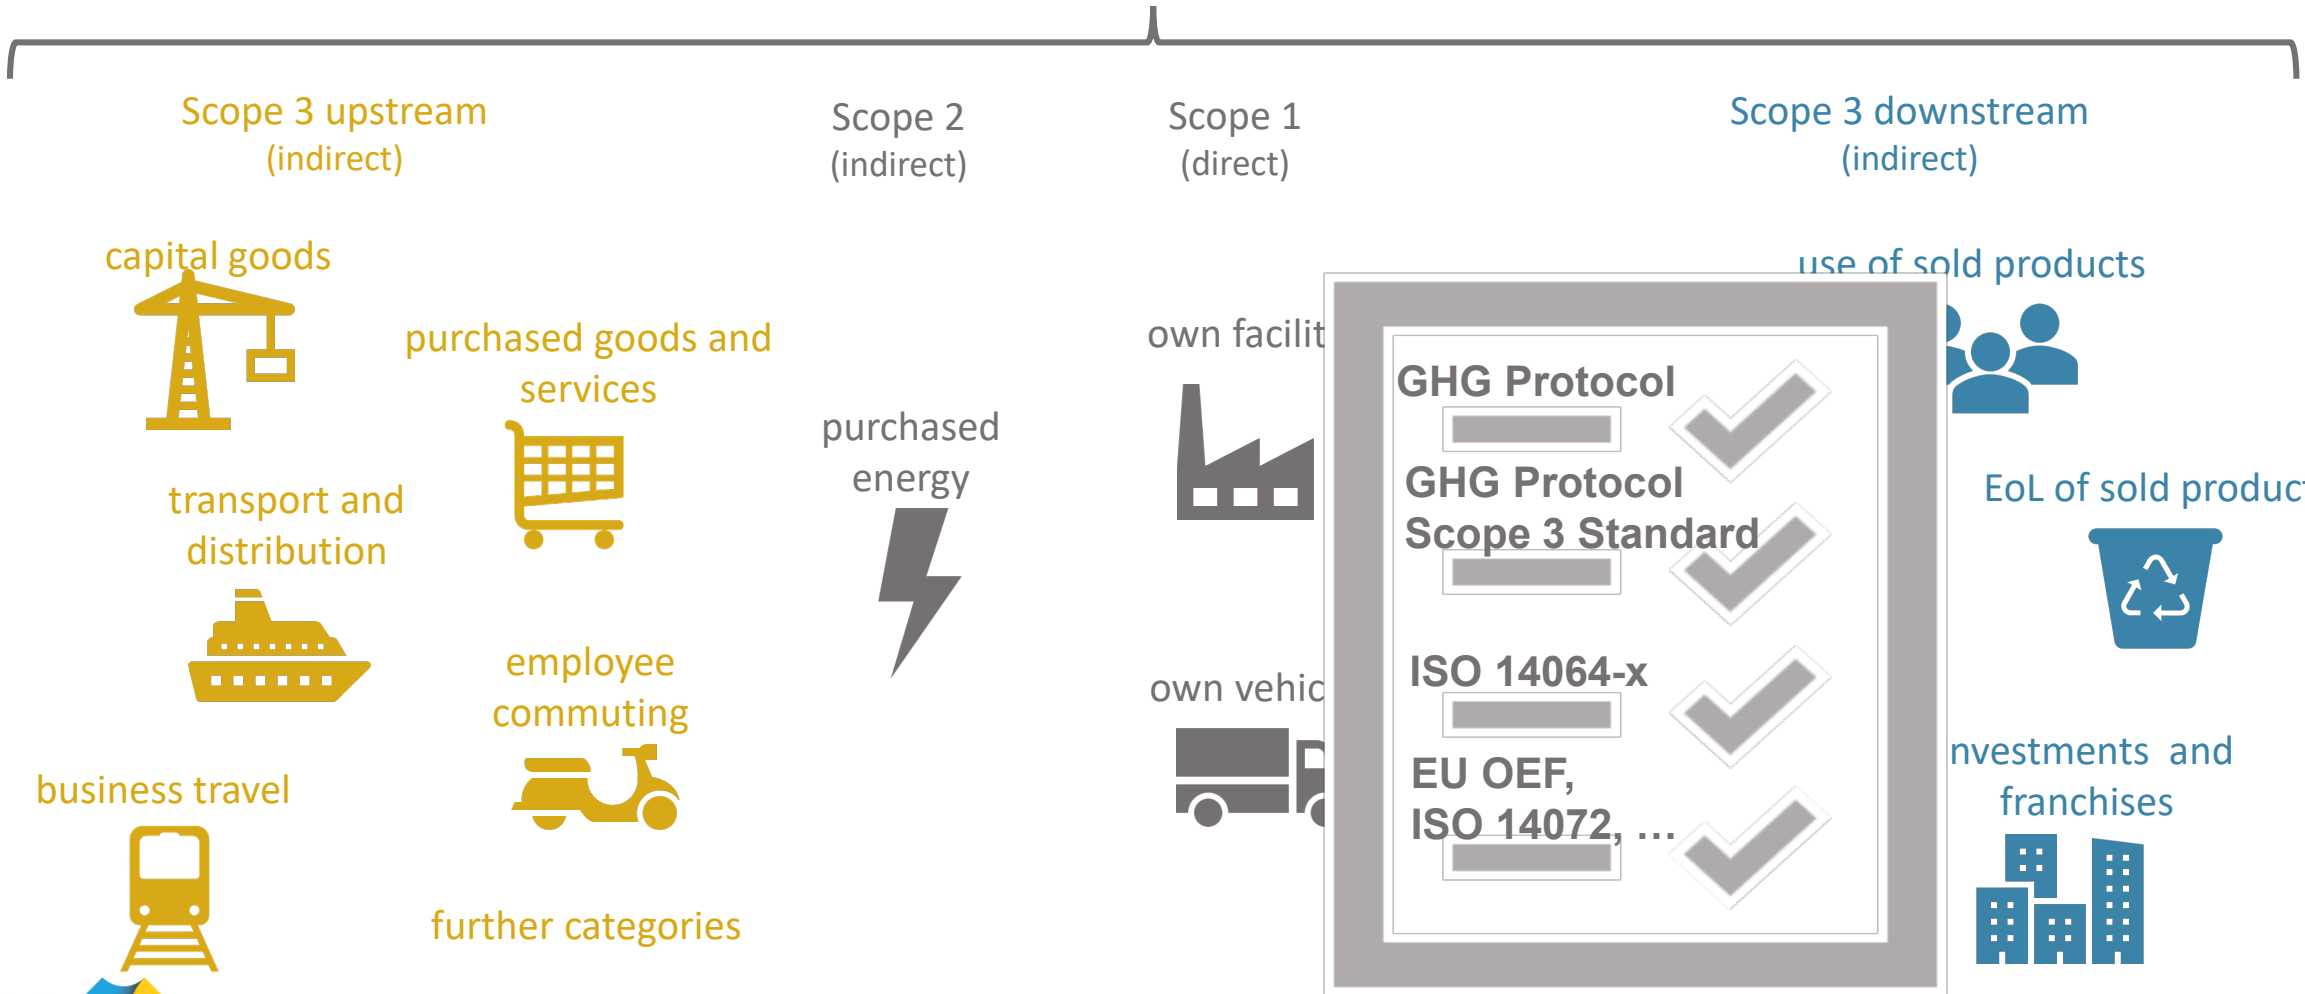 Scope 3 upstream
(indirect)
Scope 2
(indirect)
Scope 1
(direct)
Scope 3 downstream
(indirect)
capital goods
purchased goods and
services
transport and
distribution
employee
commuting
business travel
further categories
purchased
energy
own facilit
own vehic
GHG Protocol
GHG Protocol
Scope 3 Standard
ISO 14064-x
EU OEF,
ISO 14072, ...
use of sold products
EoL of sold product
nvestments and
franchises